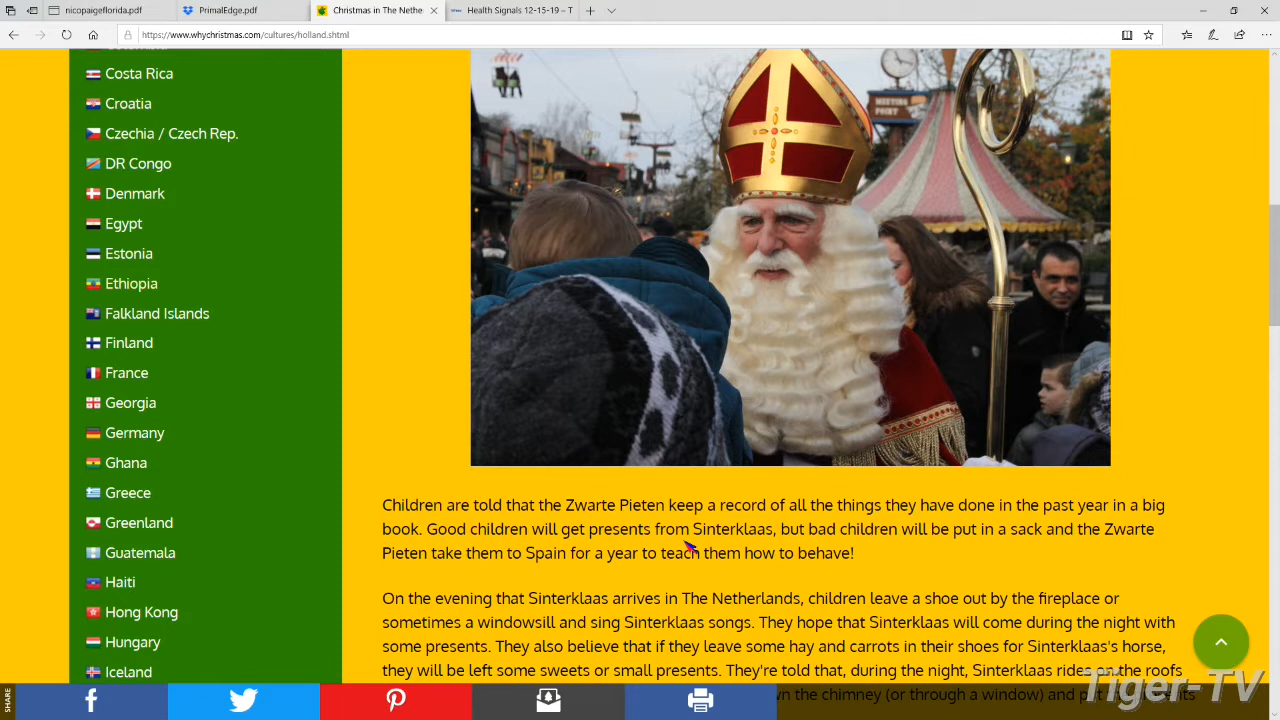 nicopaigeflorida.pdf
PrimalEdge.pdf
Christmas in The Nethe
Health Signals 12-15-19 - T
https://www.whychristmas.com/cultures/holland.shtml
Costa Rica
Croatia
Czechia / Czech Rep.
DR Congo
Denmark
Egypt
Estonia
Ethiopia
Falkland Islands
Finland
France
Georgia
Germany
Ghana
Greece
Greenland
Guatemala
Haiti
Hong Kong
Hungary
Iceland
MEETING
POINT
Children are told that the Zwarte Pieten keep a record of all the things they have done in the past year in a big
book. Good children will get presents from Sinterklaas, but bad children will be put in a sack and the Zwarte
Pieten take them to Spain for a year to teach them how to behave!
On the evening that Sinterklaas arrives in The Netherlands, children leave a shoe out by the fireplace or
sometimes a windowsill and sing Sinterklaas songs. They hope that Sinterklaas will come during the night with
some presents. They also believe that if they leave some hay and carrots in their shoes for Sinterklaas's horse,
they will be left some sweets or small presents. They're told that, during the night, Sinterklaas rides on the roofs
the chimney (or through a window) and
SHARE
Tiger-TV